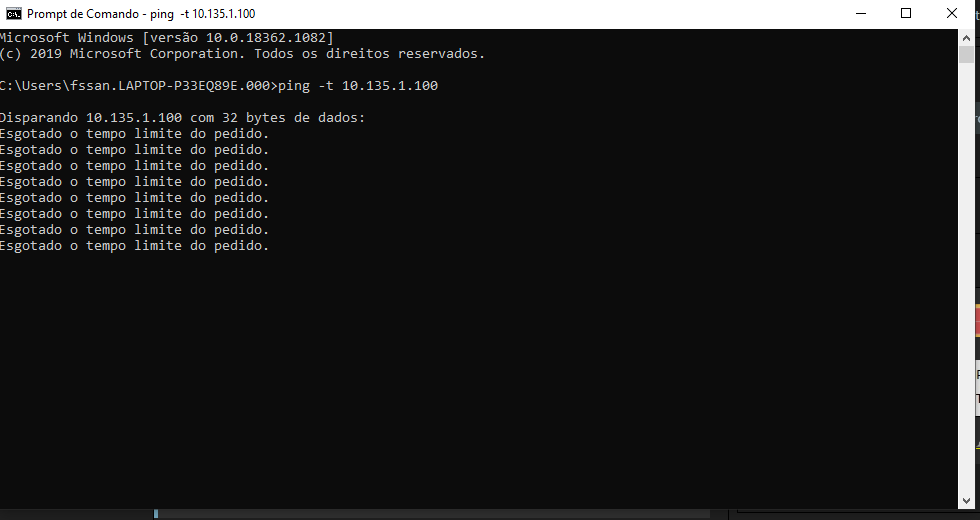 Prompt de Comando - ping -t 10.135.1.100
Microsoft Windows [versão 10.0.18362.1082]
(c) 2019 Microsoft Corporation. Todos os direitos reservados.
C:\Users\fssan.LAPTOP-P33EQ89E.000>ping -t 10.135.1.100
Disparando 10.135.1.100 com 32 bytes de dados:
Esgotado o tempo limite do pedido.
Esgotado o tempo limite do pedido.
Esgotado o tempo limite do pedido.
Esgotado o tempo limite do pedido.
Esgotado o tempo limite do pedido.
Esgotado o tempo limite do pedido.
Esgotado o tempo limite do pedido.
Esgotado o tempo limite do pedido.